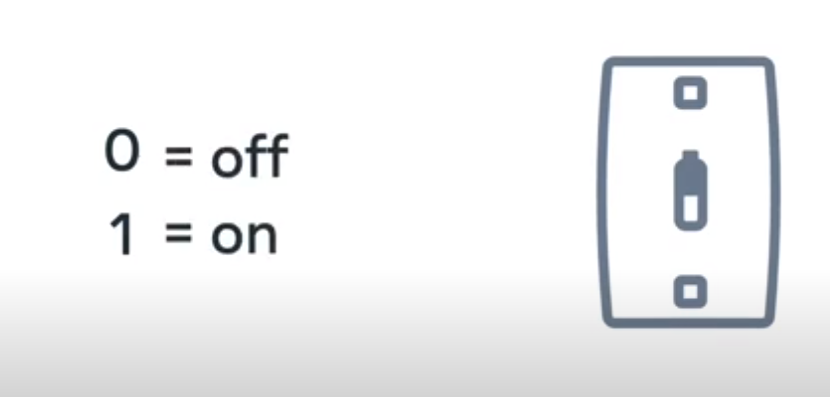 0 = off
1 = on